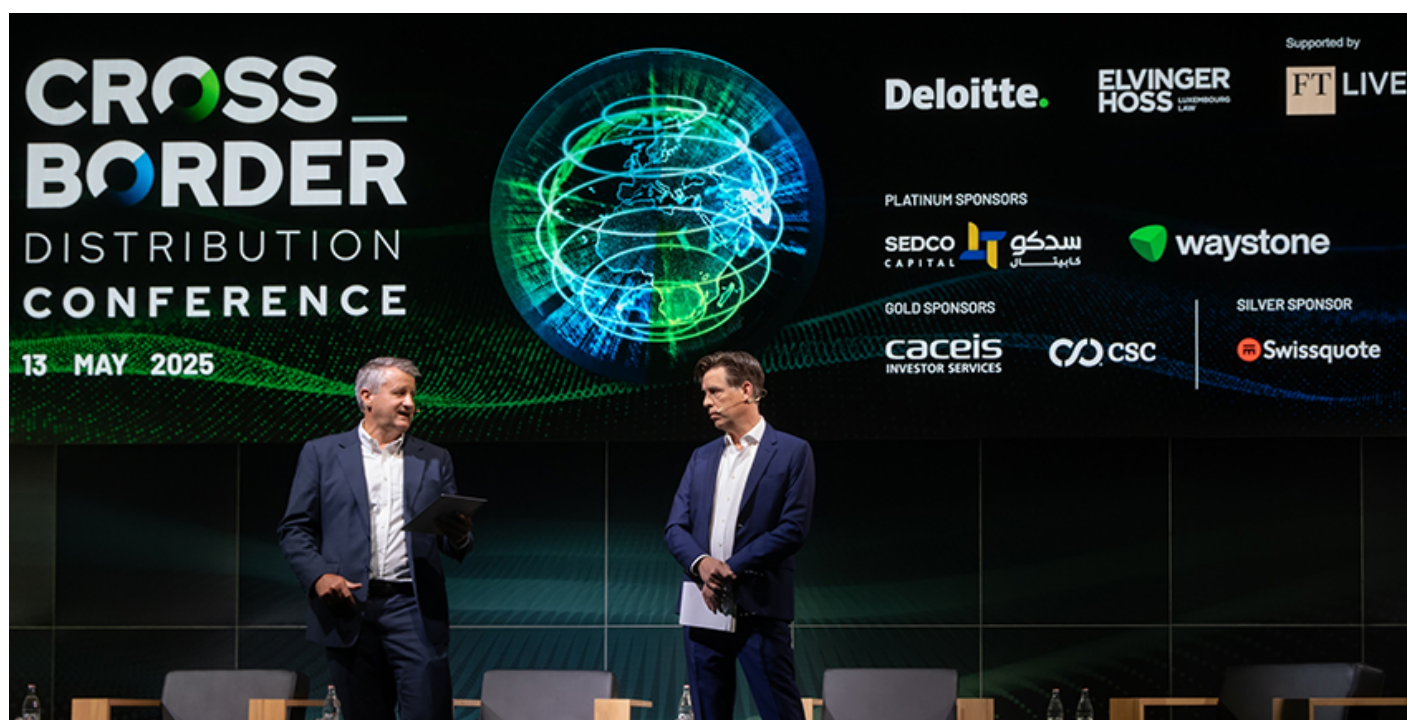 CROSS_
BORDER
DISTRIBUTION
CONFERENCE
13 MAY 2025
Deloitte.
ELVINGER
HOSS LUXEMBOURG
LAW
Supported by
FT LIVE
PLATINUM SPONSORS
SEDCO
CAPITAL
سدكو
كابيتال
waystone
GOLD SPONSORS
caceis
INVESTOR SERVICES
CSC
SILVER SPONSOR
Swissquote